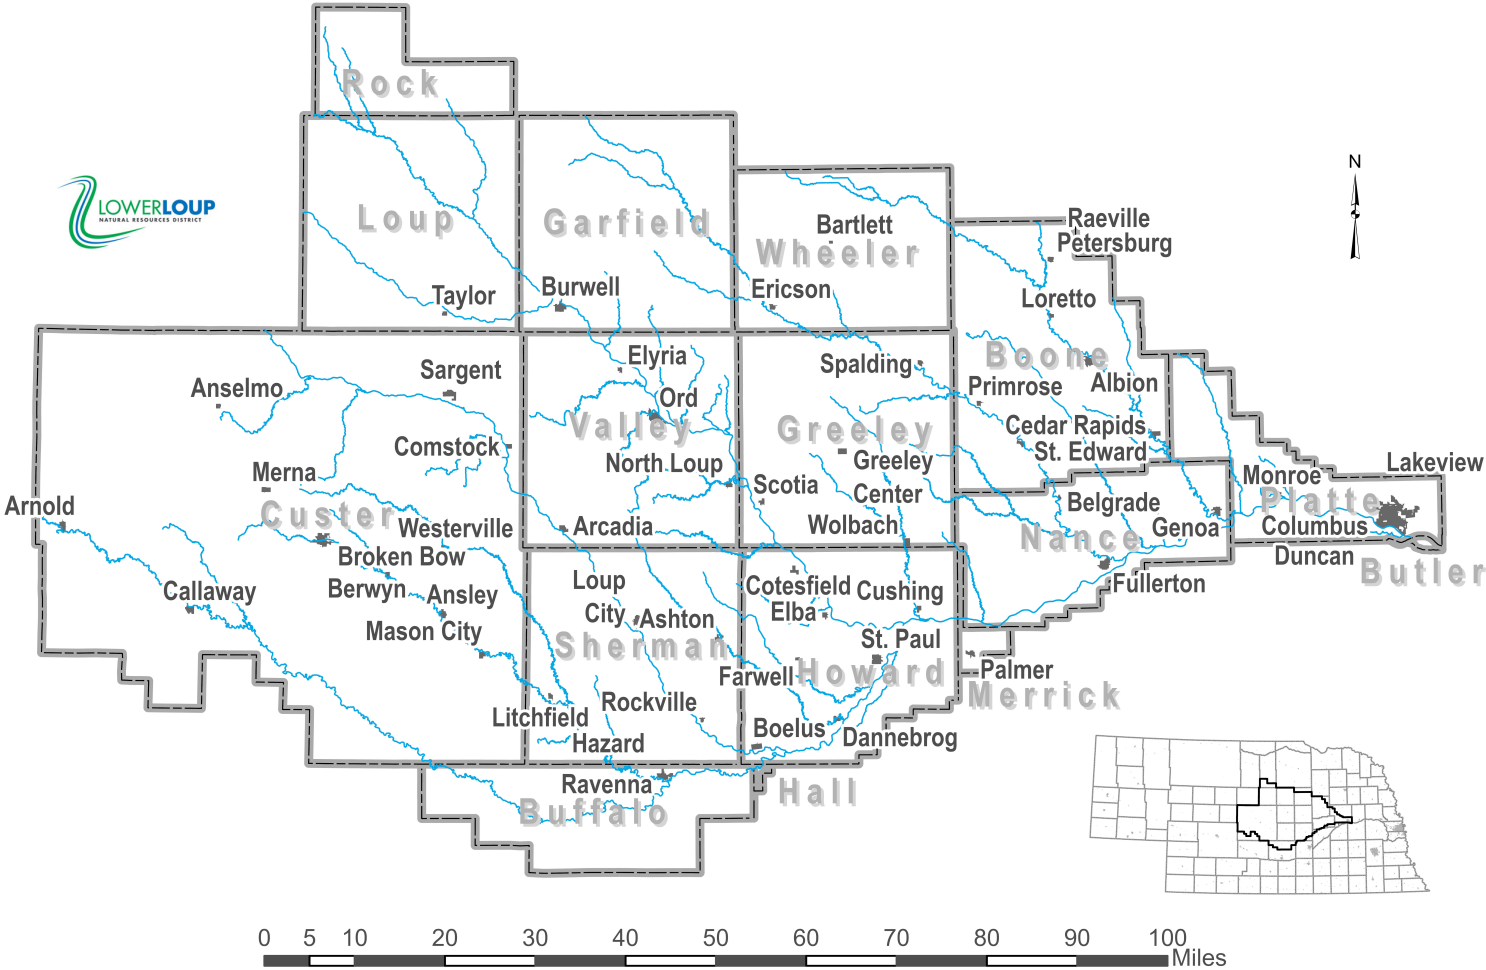 Rock
N
LOWERLOUP
NATURAL RESOURCES DISTRICT
Loup
Garfield
Bartlett
Wheeler
Raeville
Petersburg
Taylor
Burwell
Ericson
Loretto
Anselmo
Sargent
Elyria
Spalding
Boone
Primrose
Albion
Ord
Valley
Greeley
Cedar Rapids
St. Edward
Comstock
Merna
North Loup
Scotia
Greeley
Center
Monroe
Lakeview
Arnold
Custer
Westerville
Arcadia
Wolbach
Belgrade
Genoa
Platte
Columbus
Nance
Broken Bow
Duncan
Butler
Callaway
Berwyn
Ansley
Loup
City
Ashton
Cotesfield
Cushing
Elba
Fullerton
Mason City
Sherman
St. Paul
Farwell
Howard
Palmer
Merrick
Litchfield
Rockville
Hazard
Boelus
Dannebrog
Ravenna
Hall
Buffalo
0 5 10 20 30 40 50 60 70 80 90 100
Miles